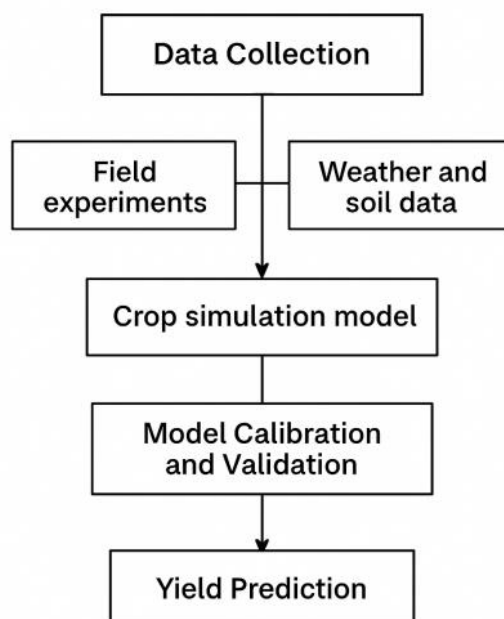 Data Collection
Field
experiments
Weather and
soil data
Crop simulation model
Model Calibration
and Validation
Yield Prediction